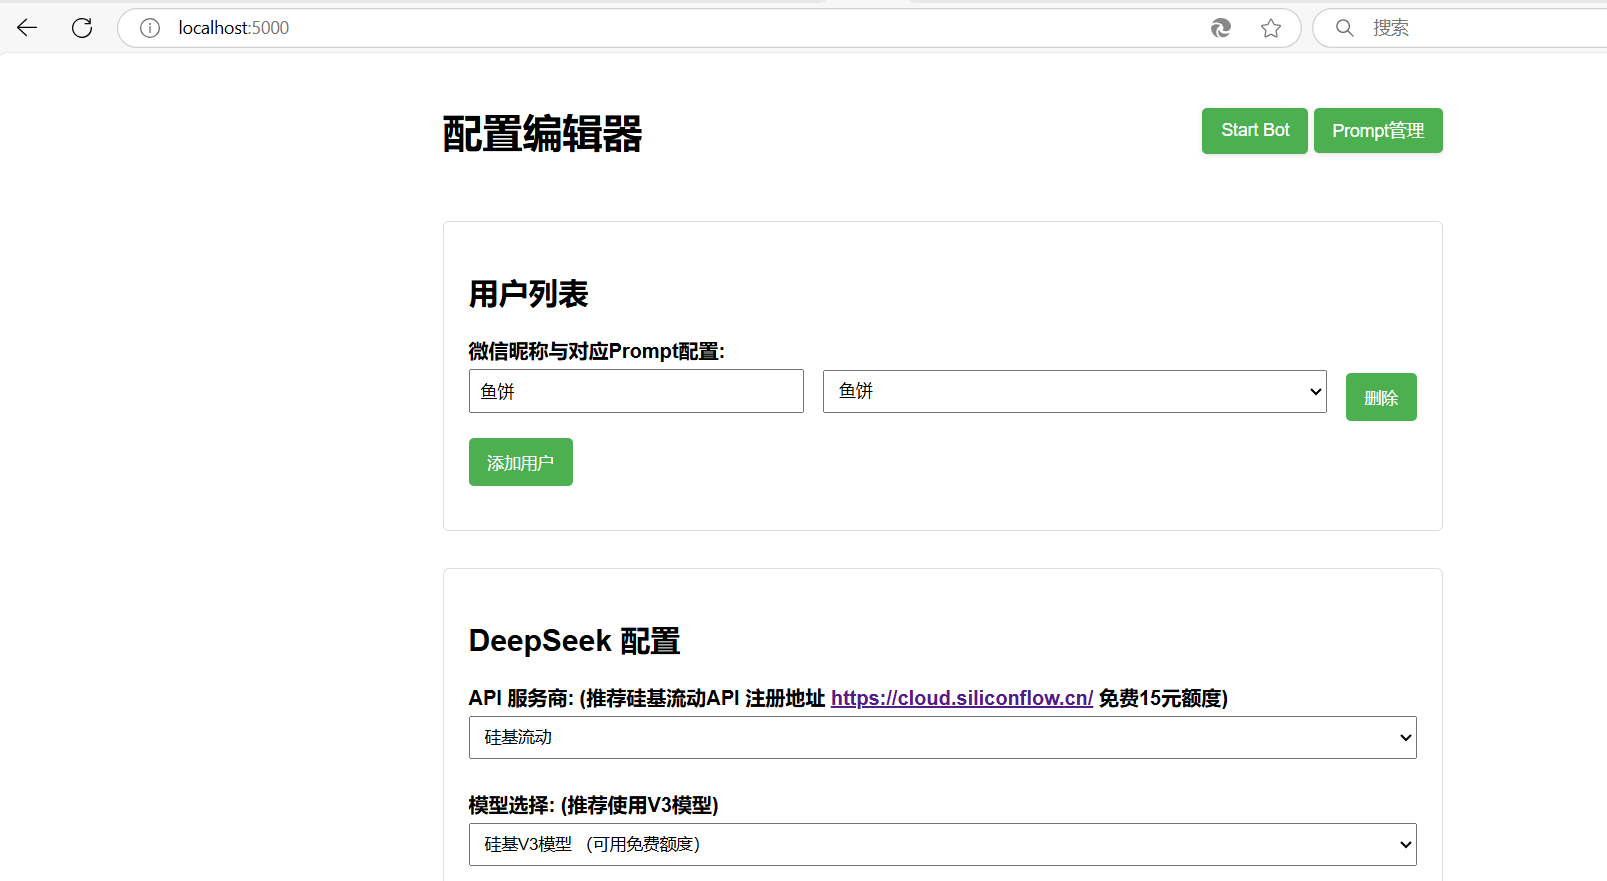 localhost:5000
搜索
配置编辑器
Start Bot
Prompt管理
用户列表
微信昵称与对应Prompt配置:
鱼饼
鱼饼
删除
添加用户
DeepSeek 配置
API 服务商: (推荐硅基流动API 注册地址 https://cloud.siliconflow.cn/ 免费15元额度)
硅基流动
模型选择: (推荐使用V3模型)
硅基V3模型 （可用免费额度）